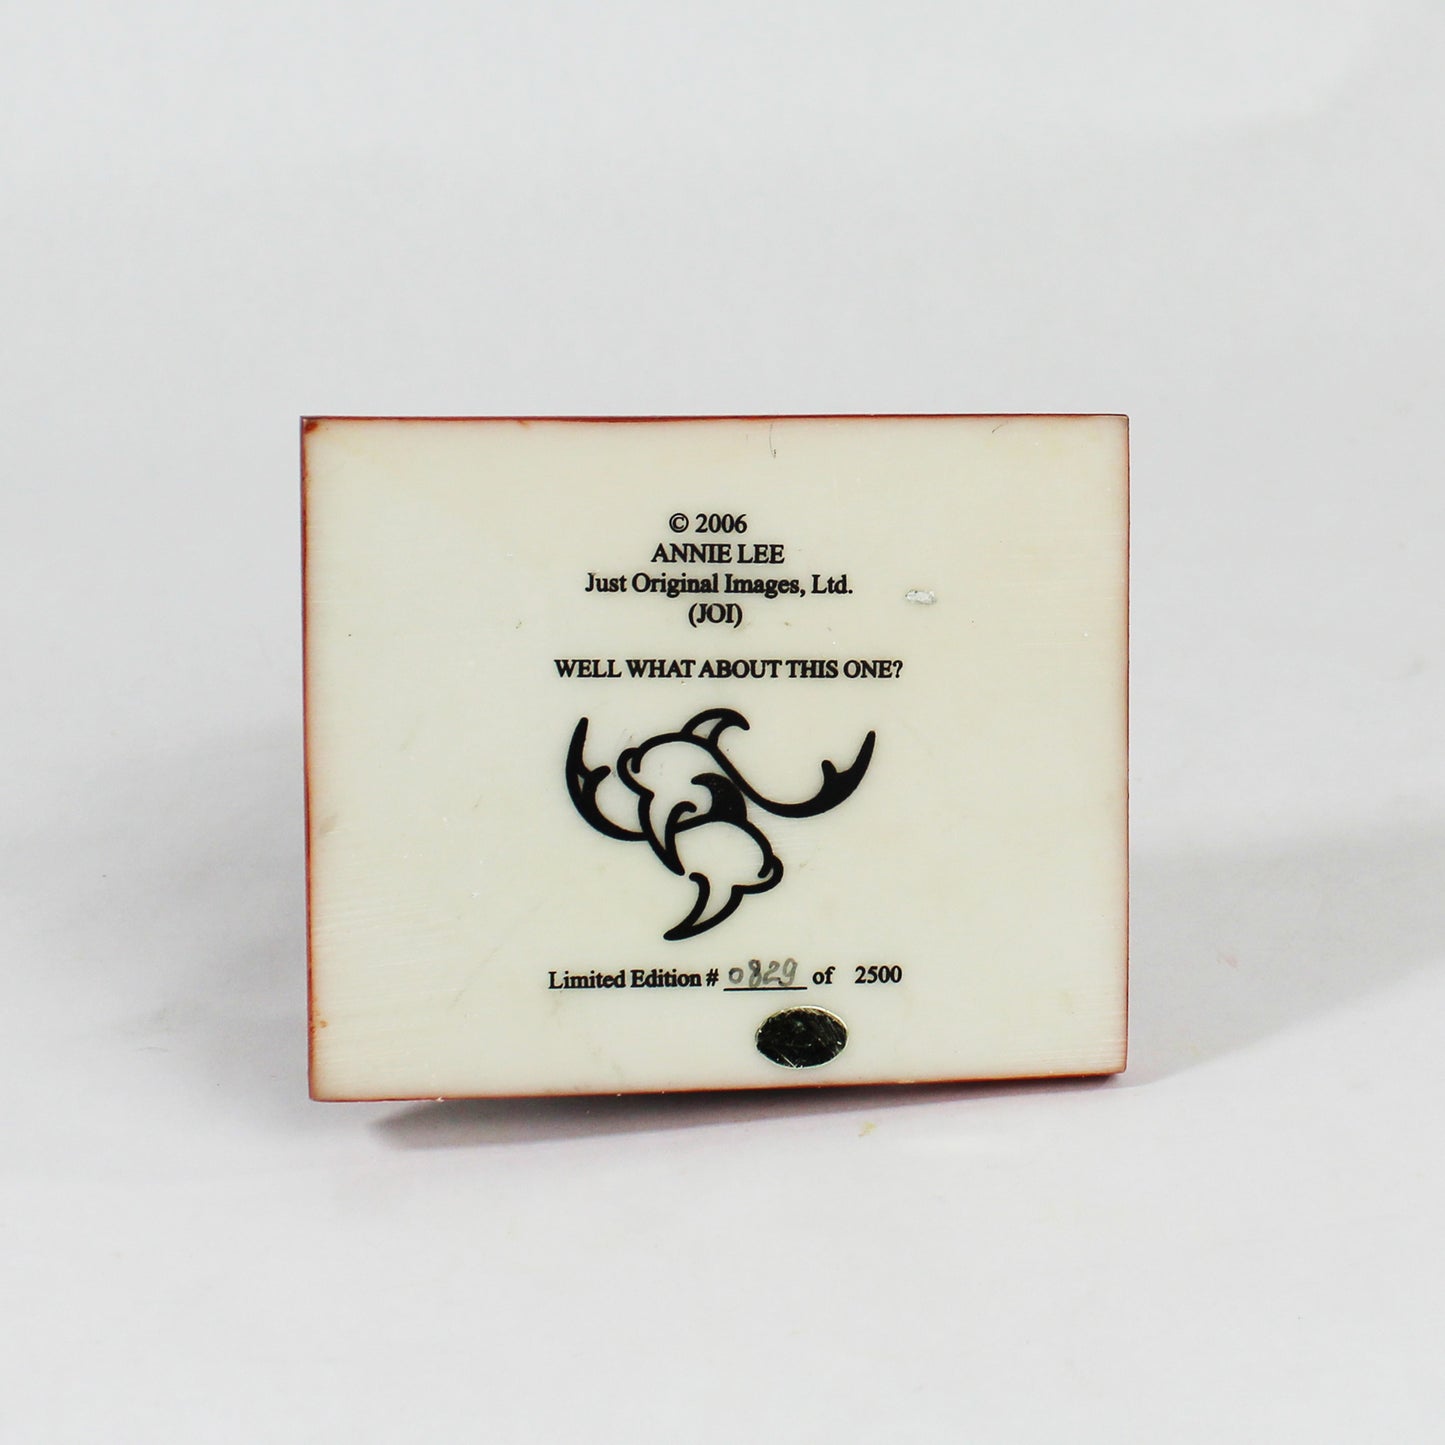 © 2006
ANNIE LEE
Just Original Images, Ltd.
(JOI)
WELL WHAT ABOUT THIS ONE?
Limited Edition # 0829 of 2500